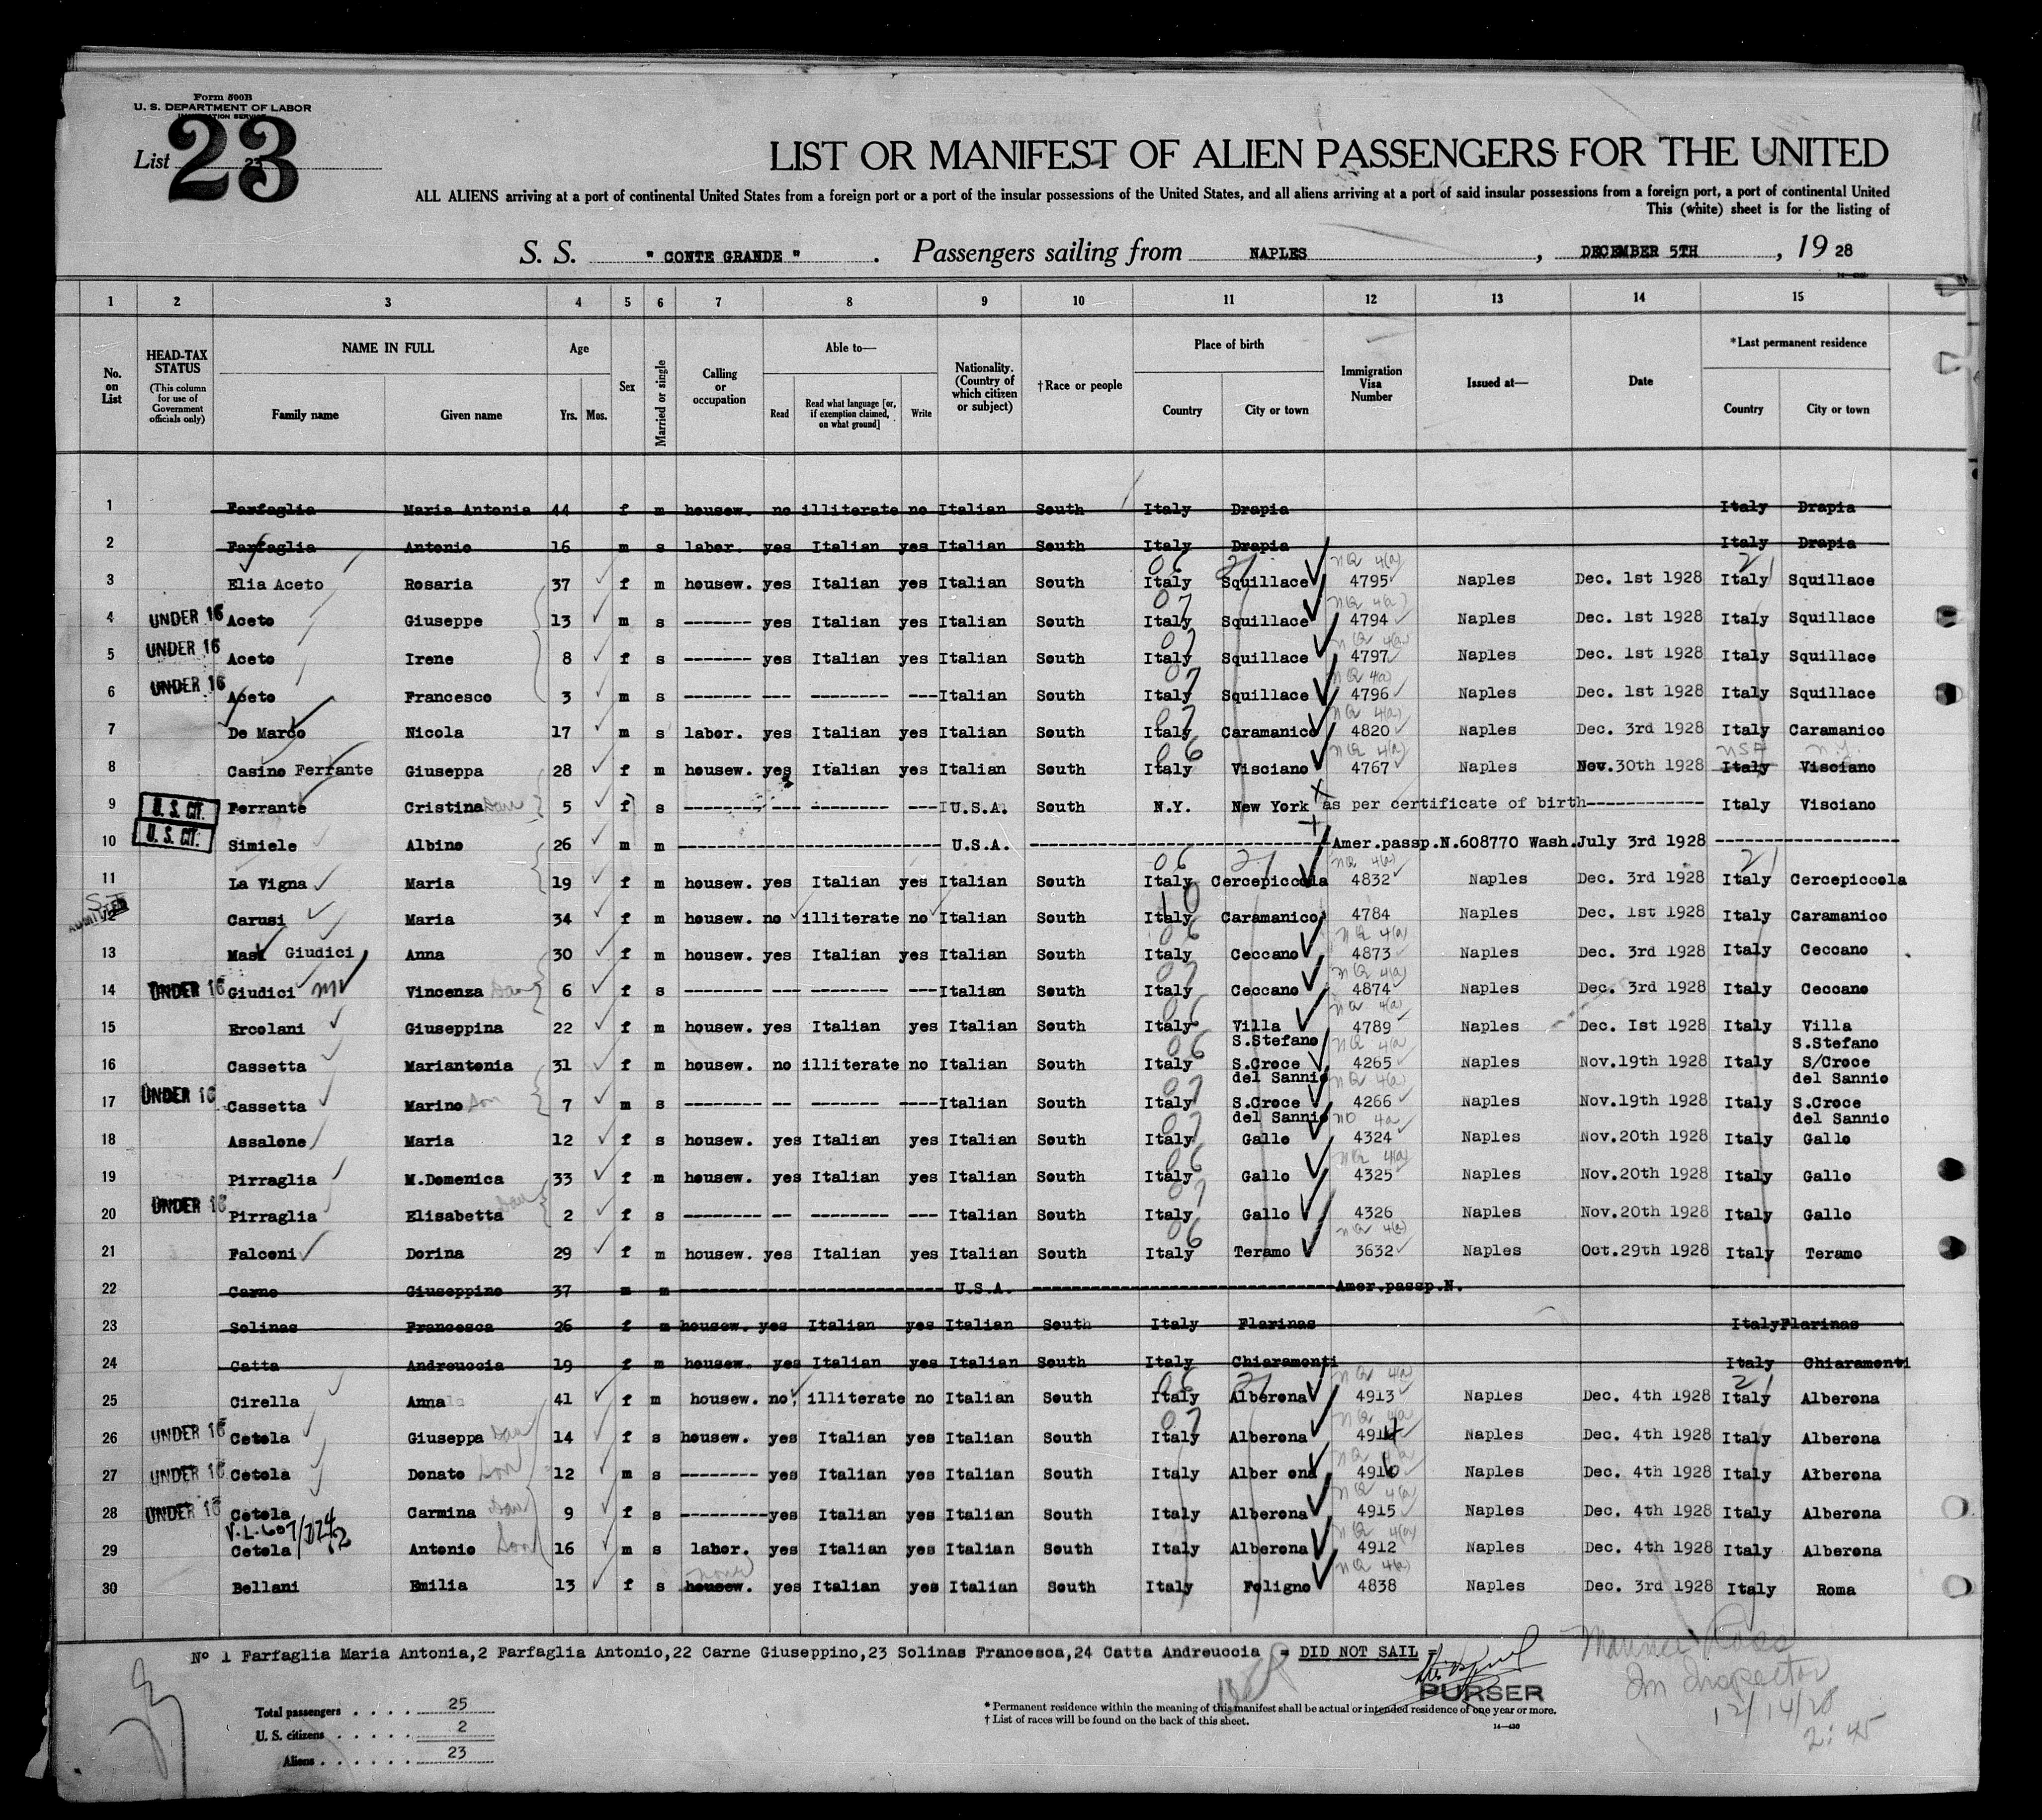 Form 500B
U. S. DEPARTMENT OF LABOR
IMMIGRATION SERVICE
List 23
23
LIST OR MANIFEST OF ALIEN PASSENGERS FOR THE UNITED
ALL ALIENS arriving at a port of continental United States from a foreign port or a port of the insular possessions of the United States, and all aliens arriving at a port of said insular possessions from a foreign port, a port of continental United
This (white) sheet is for the listing of
S. S. " CONTE GRANDE " . Passengers sailing from NAPLES , DECEMBER 5TH , 19 28
1 2 3 4 5 6 7 8 9 10 11 12 13 14 15
No. on List
HEAD-TAX STATUS (This column for use of Government officials only)
NAME IN FULL Family name Given name
Age Yrs. Mos.
Sex
Married or single
Calling or occupation
Able to— Read Read what language [or, if exemption claimed, on what ground] Write
Nationality. (Country of which citizen or subject)
†Race or people
Place of birth Country City or town
Immigration Visa Number
Issued at—
Date
*Last permanent residence Country City or town
1 Farfaglia Maria Antonia 44 f m housew. no illiterate no Italian South Italy Drapia Italy Drapia
2 Farfaglia Antonio 16 m s labor. yes Italian yes Italian South Italy Drapia Italy Drapia
3 Elia Aceto Rosaria 37 f m housew. yes Italian yes Italian South Italy Squillace 4795 Naples Dec. 1st 1928 Italy Squillace
4 UNDER 16 Aceto Giuseppe 13 m s ------- yes Italian yes Italian South Italy Squillace 4794 Naples Dec. 1st 1928 Italy Squillace
5 UNDER 16 Aceto Irene 8 f s ------- yes Italian yes Italian South Italy Squillace 4797 Naples Dec. 1st 1928 Italy Squillace
6 UNDER 16 Aceto Francesco 3 m s ------- --- -------- ---Italian South Italy Squillace 4796 Naples Dec. 1st 1928 Italy Squillace
7 De Marco Nicola 17 m s labor. yes Italian yes Italian South Italy Caramanico 4820 Naples Dec. 3rd 1928 Italy Caramanico
8 Casino Ferrante Giuseppa 28 f m housew. yes Italian yes Italian South Italy Visciano 4767 Naples Nov.30th 1928 Italy Visciano
9 U.S. CIT. Ferrante Cristina Dau 5 f s -------- --- -------- ---IU.S.A. South N.Y. New York as per certificate of birth------------ Italy Visciano
10 U.S. CIT. Simiele Albino 26 m m -------------------------- U.S.A. ------------------------------Amer.passp.N.608770 Wash.July 3rd 1928 ------------------
11 La Vigna Maria 19 f m housew. yes Italian yes Italian South Italy Cercepiccola 4832 Naples Dec. 3rd 1928 Italy Cercepiccola
12 Carusi Maria 34 f m housew. no illiterate no Italian South Italy Caramanico 4784 Naples Dec. 1st 1928 Italy Caramanico
13 Mast Giudici Anna 30 f m housew. yes Italian yes Italian South Italy Ceccano 4873 Naples Dec. 3rd 1928 Italy Ceccano
14 UNDER 16 Giudici Vincenza Dau 6 f s -------- --- -------- ---Italian South Italy Ceccano 4874 Naples Dec. 3rd 1928 Italy Ceccano
15 Ercolani Giuseppina 22 f m housew. yes Italian yes Italian South Italy Villa S.Stefano 4789 Naples Dec. Ist 1928 Italy Villa S.Stefano
16 Cassetta Mariantonia 31 f m housew. no illiterate no Italian South Italy S.Croce del Sannio 4265 Naples Nov.19th 1928 Italy S/Croce del Sannio
17 UNDER 16 Cassetta Marino Son 7 m s -------- -- ------- ----Italian South Italy S.Croce del Sannio 4266 Naples Nov.19th 1928 Italy S.Croce del Sannio
18 Assalone Maria 12 f s housew. yes Italian yes Italian South Italy Gallo 4324 Naples Nov.20th 1928 Italy Gallo
19 Pirraglia M.Domenica 33 f m housew. yes Italian yes Italian South Italy Gallo 4325 Naples Nov.20th 1928 Italy Gallo
20 UNDER 16 Pirraglia Elisabetta Dau 2 f s -------- -- -------- --- Italian South Italy Gallo 4326 Naples Nov.20th 1928 Italy Gallo
21 Falconi Dorina 29 f m housew. yes Italian yes Italian South Italy Teramo 3632 Naples Oct.29th 1928 Italy Teramo
22 Carne Giuseppino 37 m m -------------------------- U.S.A. ------------------------------Amer.passp.N.
23 Solinas Francesca 26 f m housew. yes Italian yes Italian South Italy Flarinas Italy Flarinas
24 Catta Andreuccia 19 f m housew. yes Italian yes Italian South Italy Chiaramonti Italy Chiaramonti
25 Cirella Anna 41 f m housew. no, illiterate no Italian South Italy Alberona 4913 Naples Dec. 4th 1928 Italy Alberona
26 UNDER 16 Cetola Giuseppa Dau 14 f s housew. yes Italian yes Italian South Italy Alberona 4914 Naples Dec. 4th 1928 Italy Alberona
27 UNDER 16 Cetola Donato Son 12 m s -------- yes Italian yes Italian South Italy Alber ona 4916 Naples Dec. 4th 1928 Italy Alberona
28 UNDER 16 Cetola Carmina Dau 9 f s ---------yes Italian yes Italian South Italy Alberona 4915 Naples Dec. 4th 1928 Italy Alberona
29 Cetola Antonio Son 16 m s labor. yes Italian yes Italian South Italy Alberona 4912 Naples Dec. 4th 1928 Italy Alberona
30 Bellani Emilia 13 f s housew. none yes Italian yes Italian South Italy Foligno 4838 Naples Dec. 3rd 1928 Italy Roma
Nº 1 Farfaglia Maria Antonia,2 Farfaglia Antonio,22 Carne Giuseppino,23 Solinas Francesca,24 Catta Andreuccia = DID NOT SAIL =
PURSER
Im Inspector
12/14/28
2:45
Total passengers . . . . 25
U. S. citizens . . . . . 2
Aliens . . . . . . 23
* Permanent residence within the meaning of this manifest shall be actual or intended residence of one year or more.
† List of races will be found on the back of this sheet.
14—430